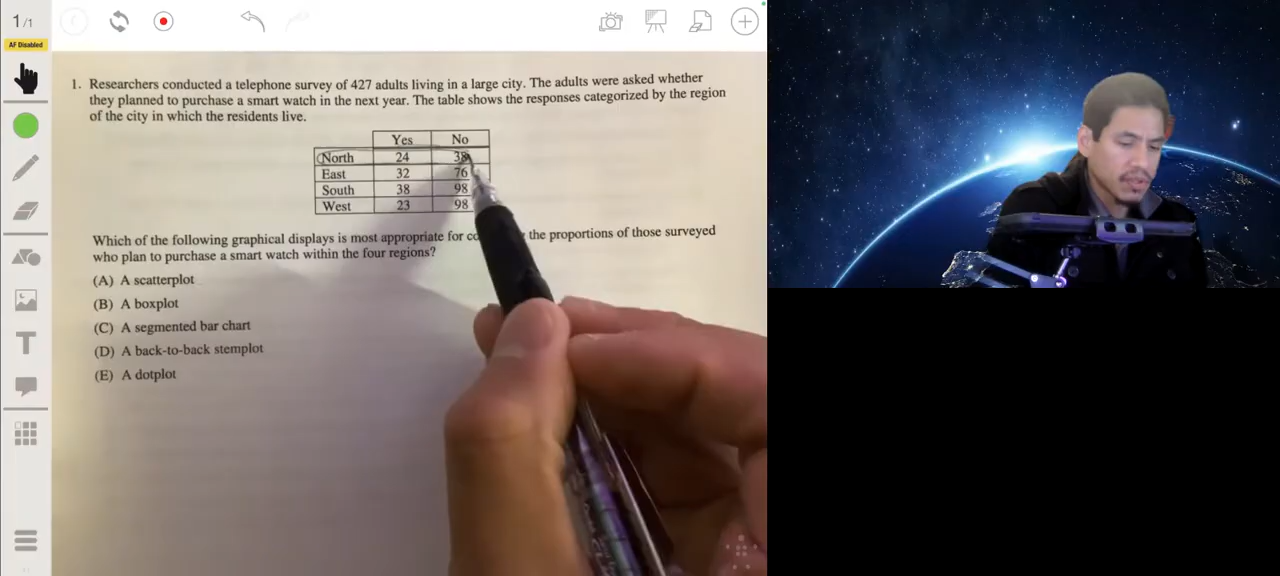 1/1
AF Disabled
1. Researchers conducted a telephone survey of 427 adults living in a large city. The adults were asked whether
they planned to purchase a smart watch in the next year. The table shows the responses categorized by the region
of the city in which the residents live.
Yes No
North 24 38
East 32 76
South 38 98
West 23 98
Which of the following graphical displays is most appropriate for the proportions of those surveyed
who plan to purchase a smart watch within the four regions?
(A) A scatterplot
(B) A boxplot
(C) A segmented bar chart
(D) A back-to-back stemplot
(E) A dotplot
T